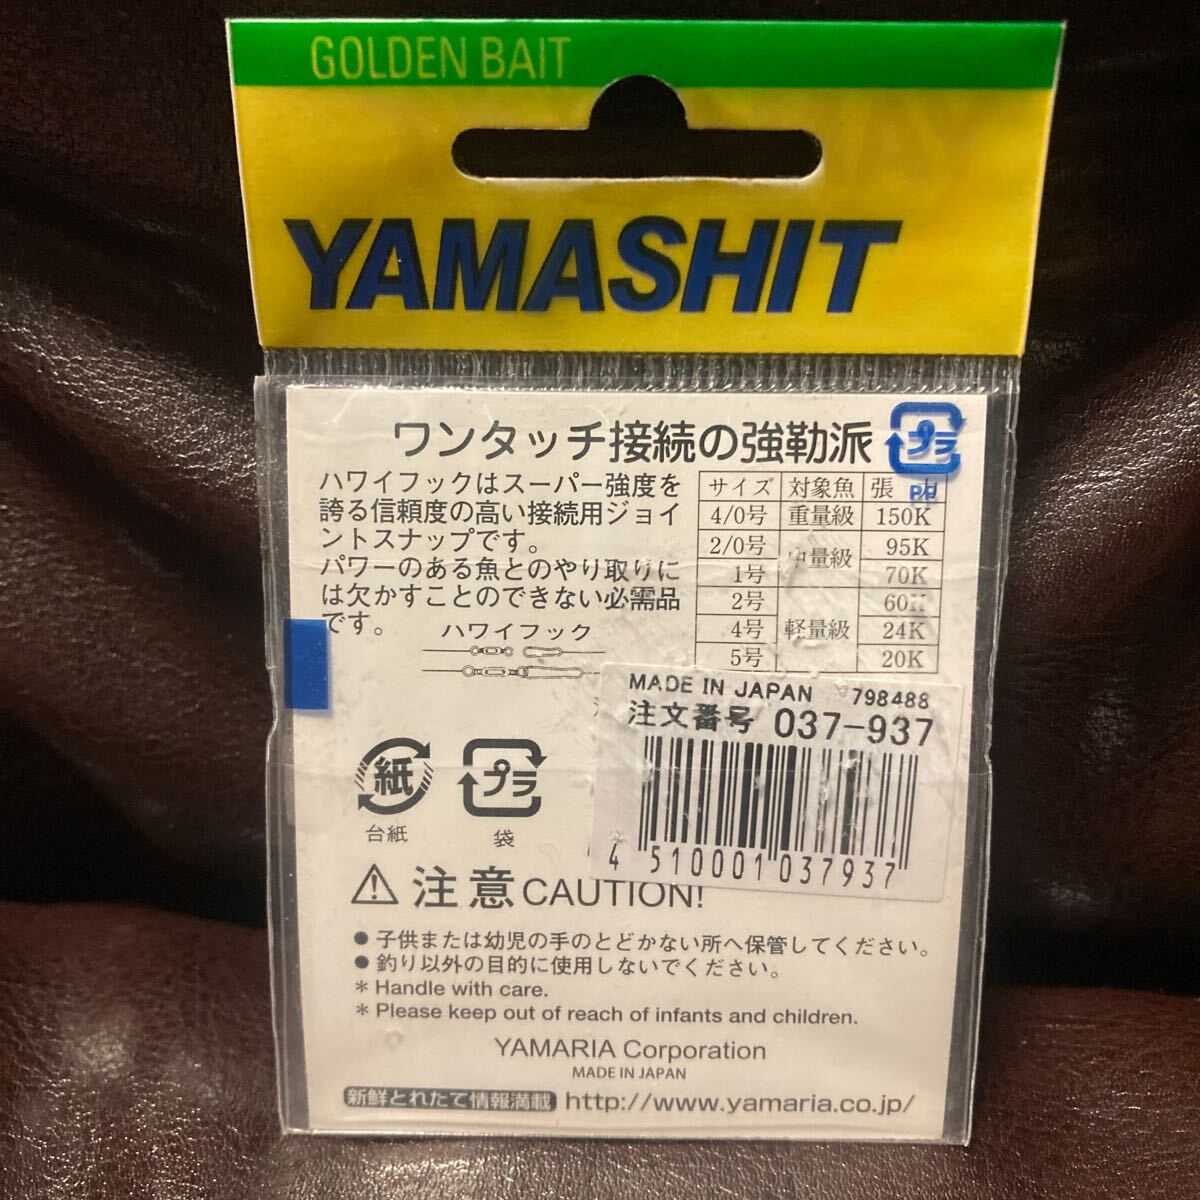 GOLDEN BAIT
YAMASHIT
ワンタッチ接続の強勒派
プラ
PP
ハワイフックはスーパー強度を
誇る信頼度の高い接続用ジョイ
ントスナップです。
パワーのある魚とのやり取りに
は欠かすことのできない必需品
です。
サイズ 対象魚 張
4/0号 重量級 150K
2/0号 中量級 95K
1号 70K
2号 60K
4号 軽量級 24K
5号 20K
ハワイフック
MADE IN JAPAN 798488
注文番号 037-937
4 510001 037937
紙
台紙
プラ
袋
注意 CAUTION!
● 子供または幼児の手のとどかない所へ保管してください。
● 釣り以外の目的に使用しないでください。
* Handle with care.
* Please keep out of reach of infants and children.
YAMARIA Corporation
MADE IN JAPAN
新鮮とれたて情報満載 http://www.yamaria.co.jp/